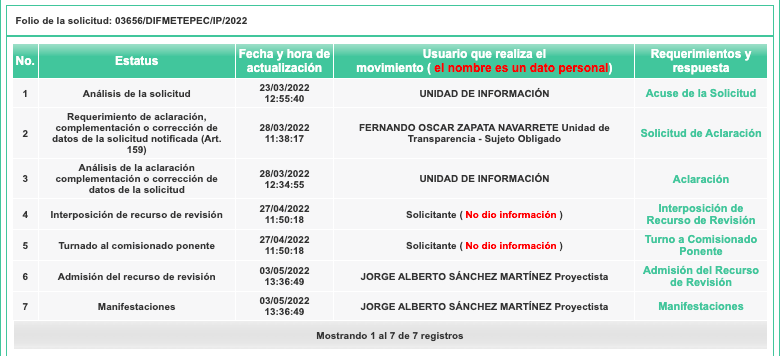 Folio de la solicitud: 03656/DIFMETEPEC/IP/2022
No. Estatus Fecha y hora de actualización Usuario que realiza el movimiento ( el nombre es un dato personal) Requerimientos y respuesta
1 Análisis de la solicitud 23/03/2022 12:55:40 UNIDAD DE INFORMACIÓN Acuse de la Solicitud
2 Requerimiento de aclaración, complementación o corrección de datos de la solicitud notificada (Art. 159) 28/03/2022 11:38:17 FERNANDO OSCAR ZAPATA NAVARRETE Unidad de Transparencia - Sujeto Obligado Solicitud de Aclaración
3 Análisis de la aclaración complementación o corrección de datos de la solicitud 28/03/2022 12:34:55 UNIDAD DE INFORMACIÓN Aclaración
4 Interposición de recurso de revisión 27/04/2022 11:50:18 Solicitante ( No dio información ) Interposición de Recurso de Revisión
5 Turnado al comisionado ponente 27/04/2022 11:50:18 Solicitante ( No dio información ) Turno a Comisionado Ponente
6 Admisión del recurso de revisión 03/05/2022 13:36:49 JORGE ALBERTO SÁNCHEZ MARTÍNEZ Proyectista Admisión del Recurso de Revisión
7 Manifestaciones 03/05/2022 13:36:49 JORGE ALBERTO SÁNCHEZ MARTÍNEZ Proyectista Manifestaciones
Mostrando 1 al 7 de 7 registros